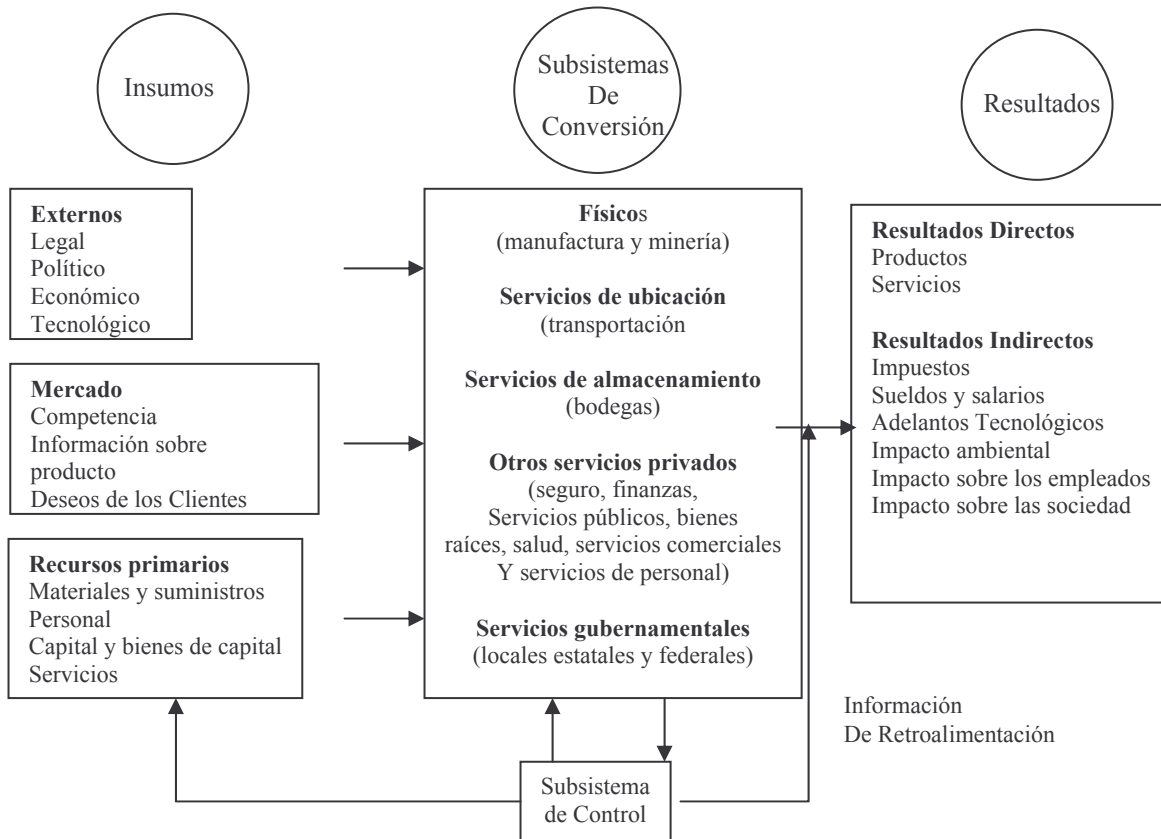 Insumos
Subsistemas
De
Conversión
Resultados
Externos
Legal
Político
Económico
Tecnológico
Mercado
Competencia
Información sobre
producto
Deseos de los Clientes
Recursos primarios
Materiales y suministros
Personal
Capital y bienes de capital
Servicios
Físicos
(manufactura y minería)
Servicios de ubicación
(transportación
Servicios de almacenamiento
(bodegas)
Otros servicios privados
(seguro, finanzas,
Servicios públicos, bienes
raíces, salud, servicios comerciales
Y servicios de personal)
Servicios gubernamentales
(locales estatales y federales)
Resultados Directos
Productos
Servicios
Resultados Indirectos
Impuestos
Sueldos y salarios
Adelantos Tecnológicos
Impacto ambiental
Impacto sobre los empleados
Impacto sobre las sociedad
Información
De Retroalimentación
Subsistema
de Control